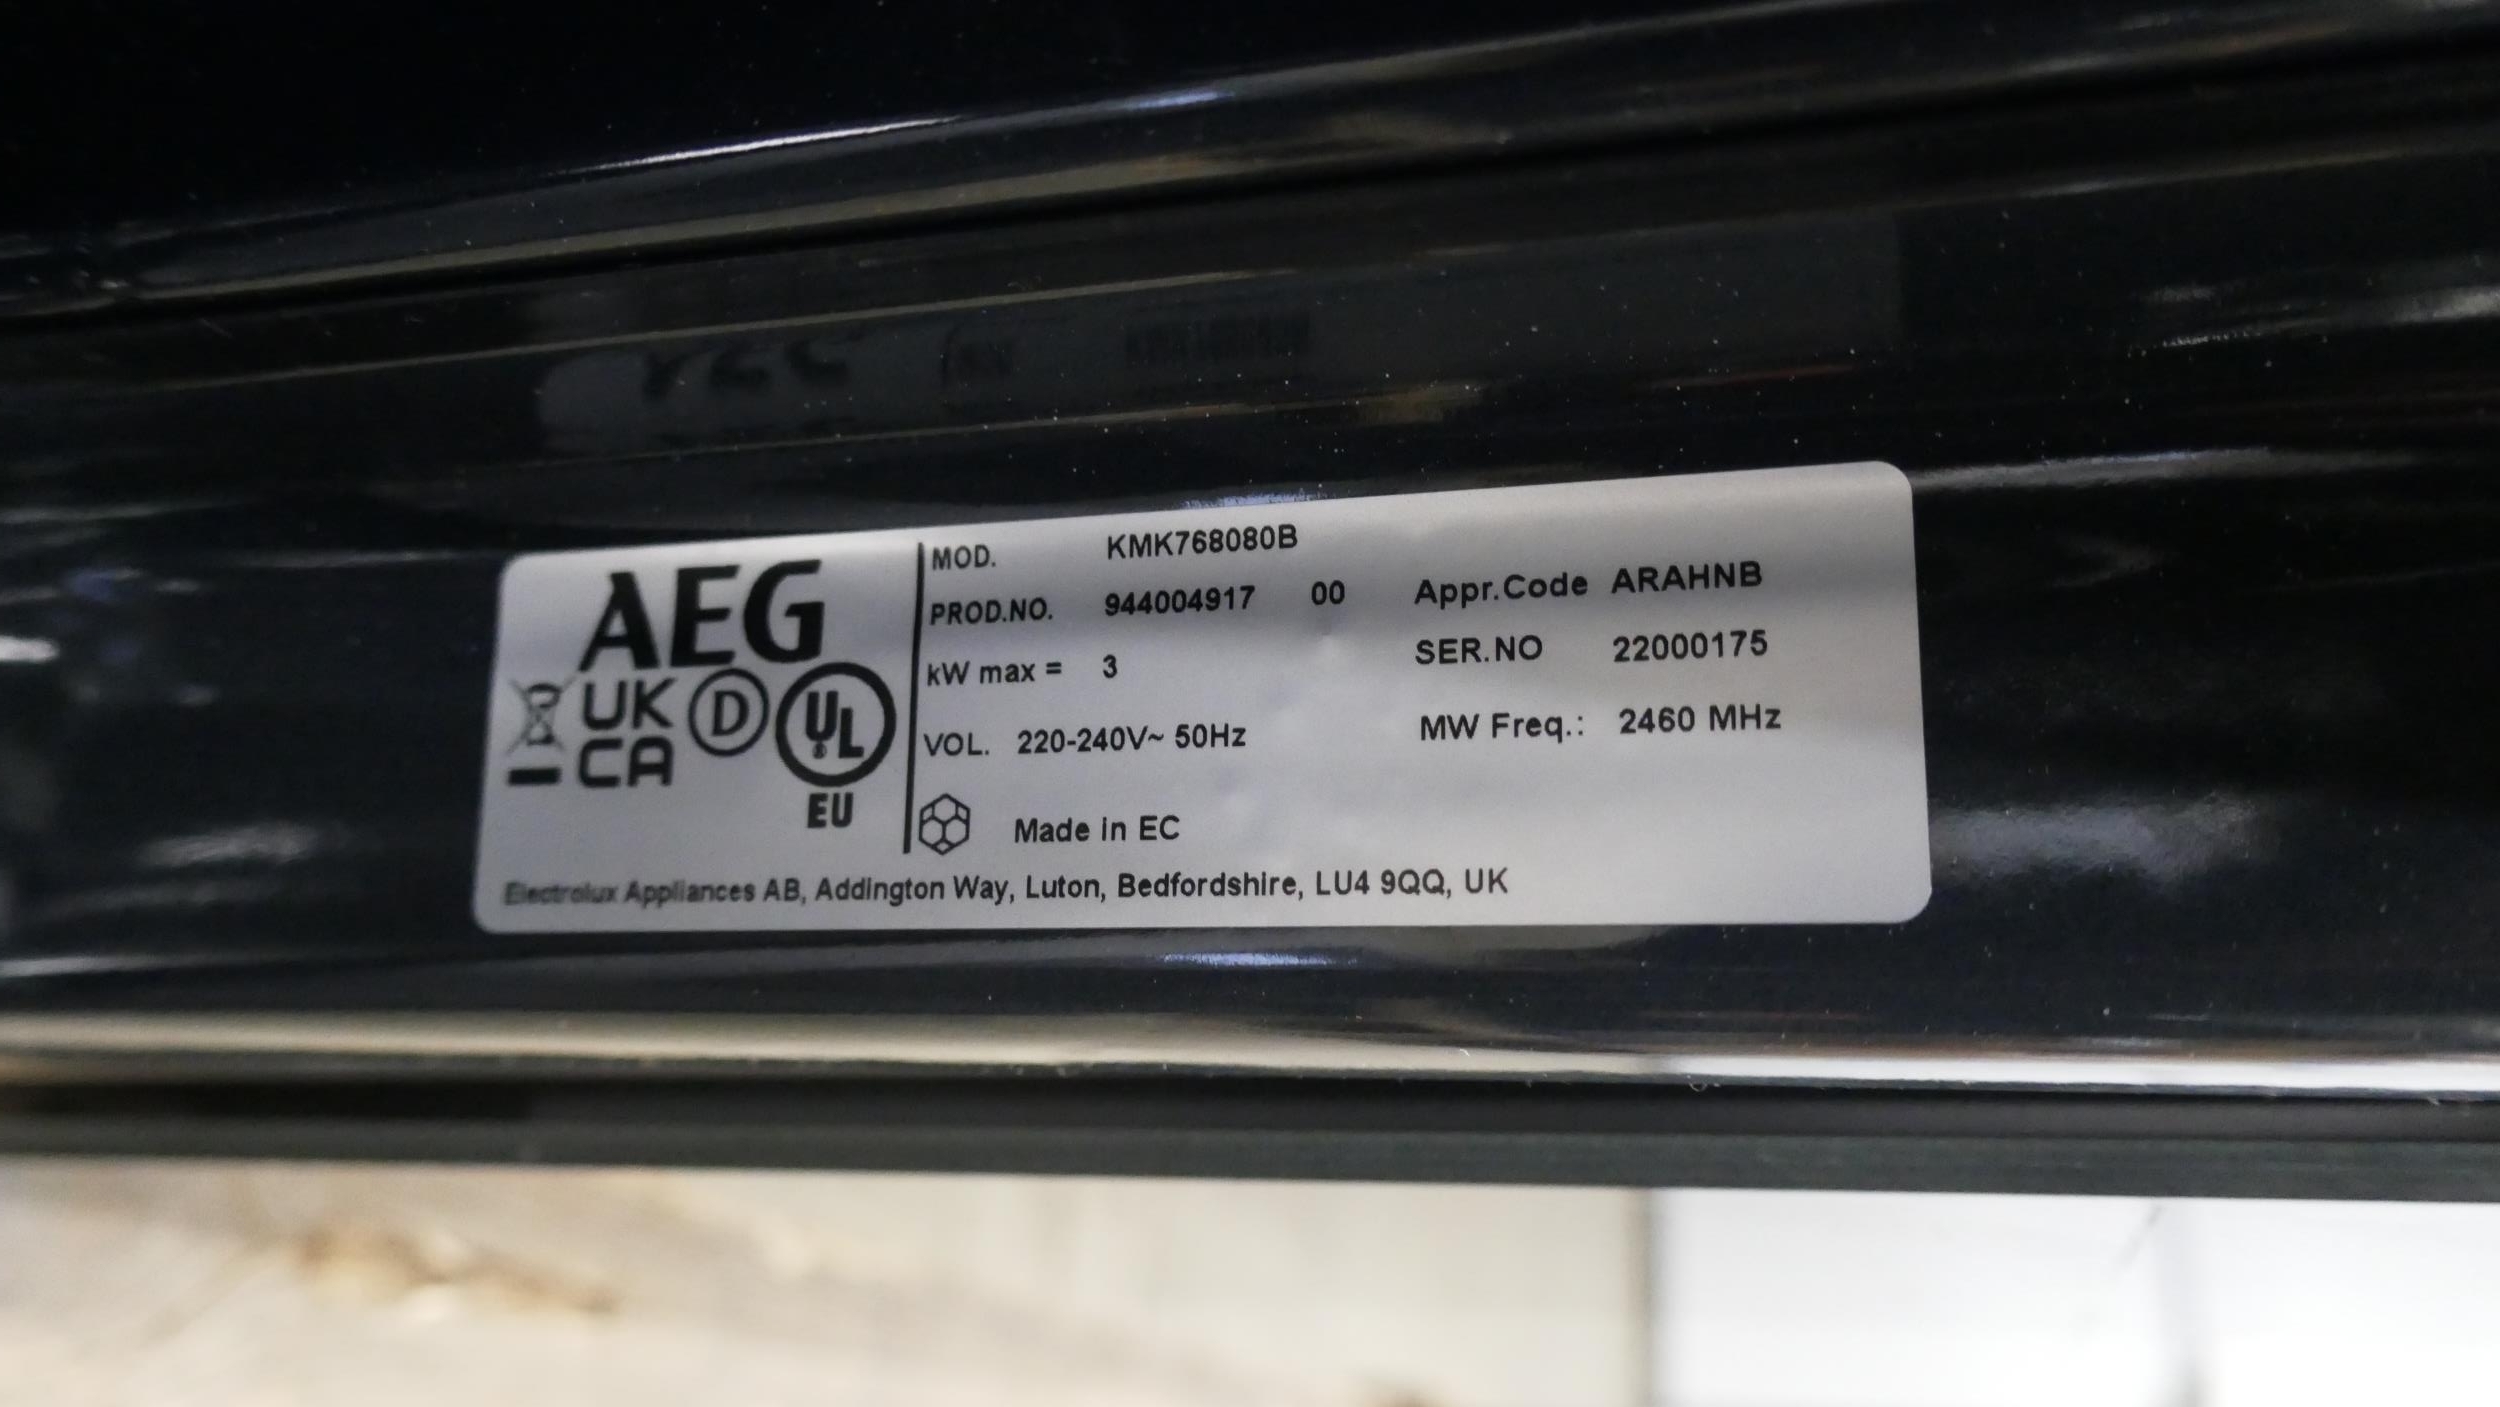 AEG
UK
CA
D
UL
EU
MOD. KMK768080B
PROD.NO. 944004917 00 Appr.Code ARAHNB
kW max = 3 SER.NO 22000175
VOL. 220-240V~ 50Hz MW Freq.: 2460 MHz
Made in EC
Electrolux Appliances AB, Addington Way, Luton, Bedfordshire, LU4 9QQ, UK